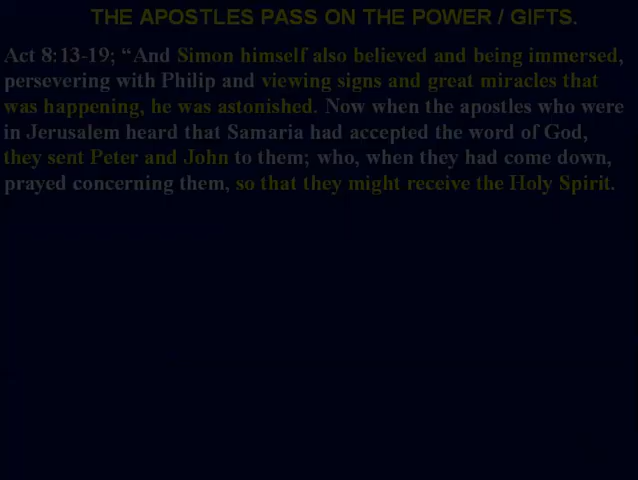 THE APOSTLES PASS ON THE POWER / GIFTS.
Act 8:13-19; “And Simon himself also believed and being immersed,
persevering with Philip and viewing signs and great miracles that
was happening, he was astonished. Now when the apostles who were
in Jerusalem heard that Samaria had accepted the word of God,
they sent Peter and John to them; who, when they had come down,
prayed concerning them, so that they might receive the Holy Spirit.